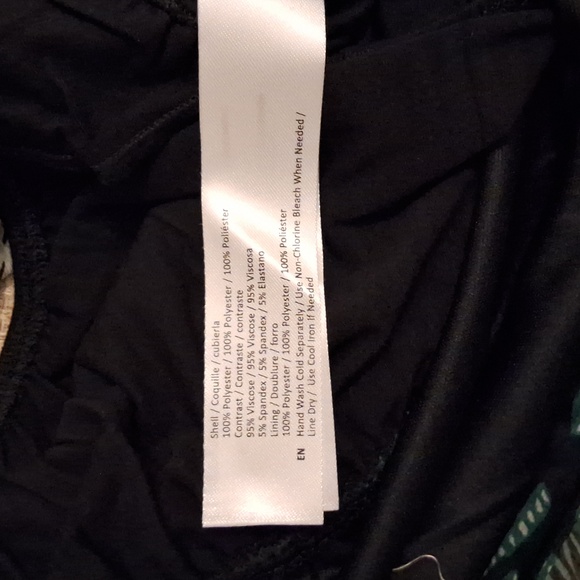 Shell / Coquille / cubierla
100% Polyester / 100% Polyester / 100% Poliéster
Contrast / Contraste / contraste
95% Viscose / 95% Viscose / 95% Viscosa
5% Spandex / 5% Spandex / 5% Elastano
Lining / Doublure / forro
100% Polyester / 100% Polyester / 100% Poliéster
EN Hand Wash Cold Separately / Use Non-Chlorine Bleach When Needed /
Line Dry / Use Cool Iron If Needed